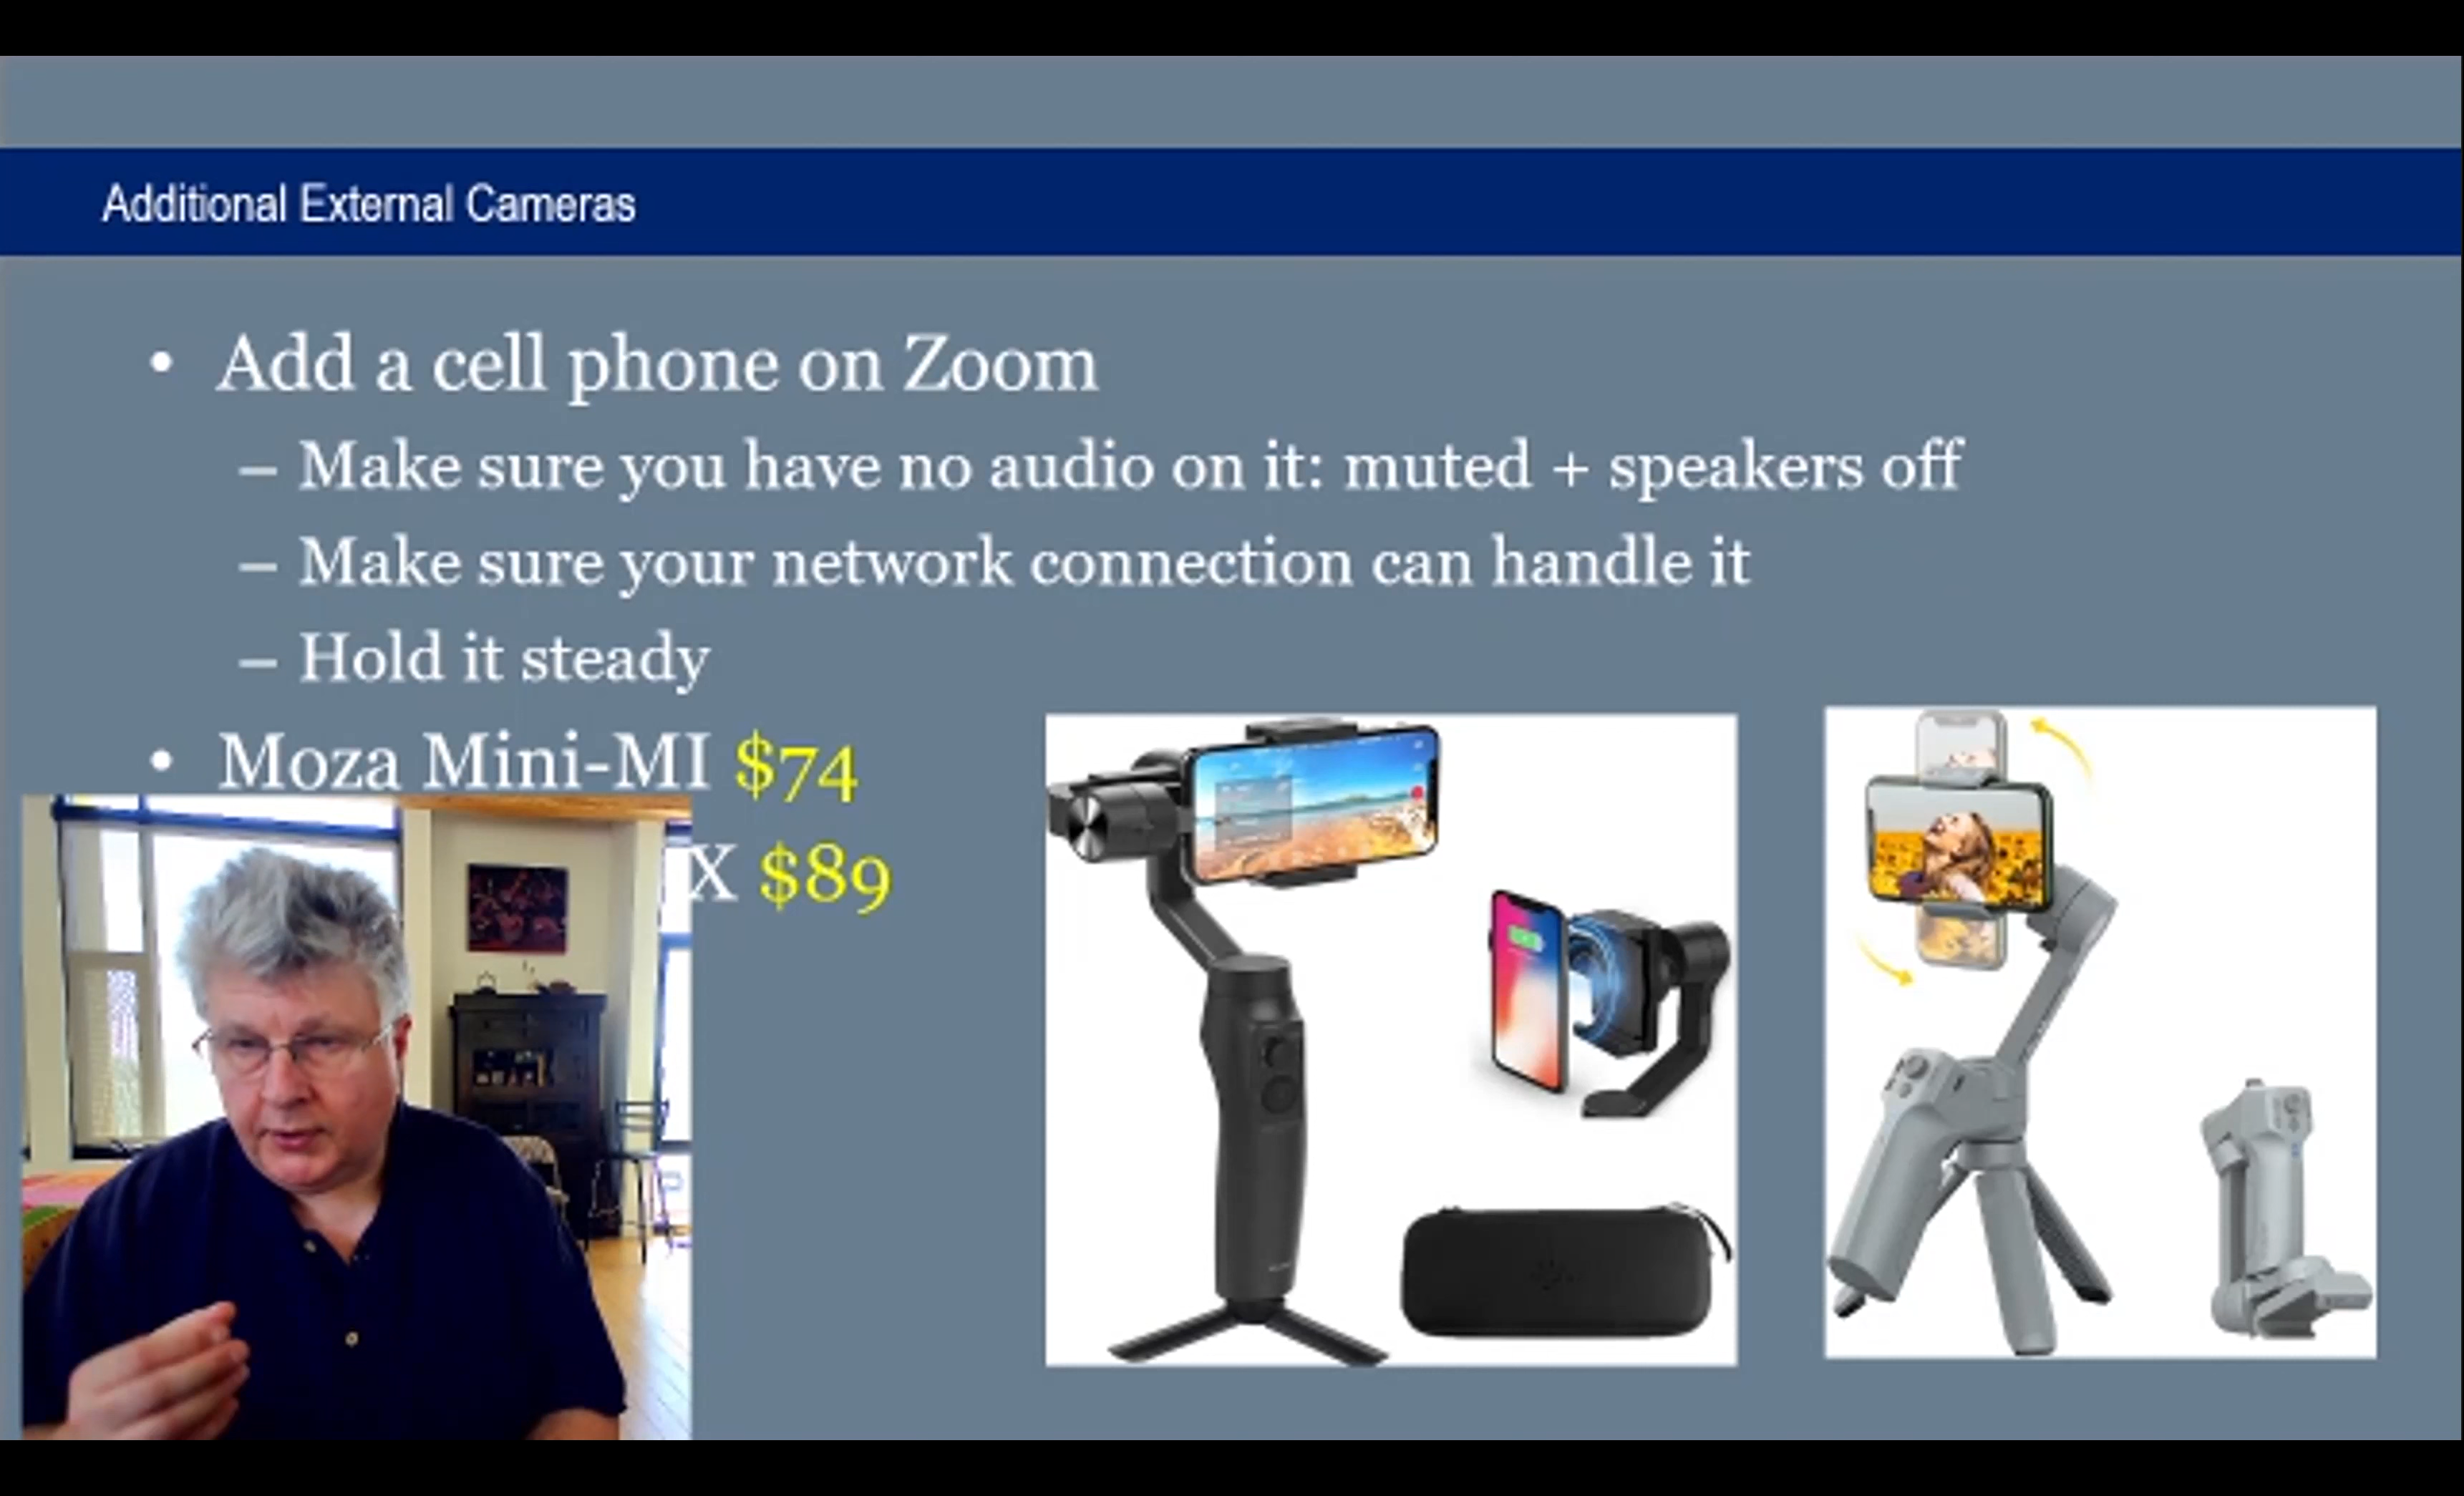 Additional External Cameras
• Add a cell phone on Zoom
– Make sure you have no audio on it: muted + speakers off
– Make sure your network connection can handle it
– Hold it steady
• Moza Mini-MI $74
X $89